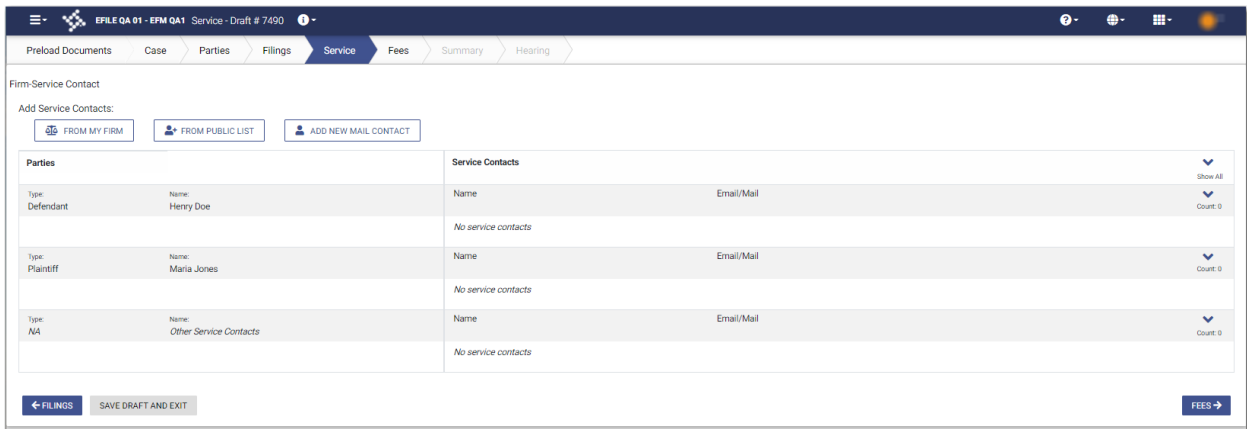 EFILE QA 01 - EFM QA1 Service - Draft # 7490
Preload Documents Case Parties Filings Service Fees Summary Hearing
Firm-Service Contact
Add Service Contacts:
FROM MY FIRM FROM PUBLIC LIST ADD NEW MAIL CONTACT
Parties Service Contacts
Show All
Type: Name: Name Email/Mail
Defendant Henry Doe Count: 0
No service contacts
Type: Name: Name Email/Mail
Plaintiff Maria Jones Count: 0
No service contacts
Type: Name: Name Email/Mail
NA Other Service Contacts Count: 0
No service contacts
FILINGS SAVE DRAFT AND EXIT FEES